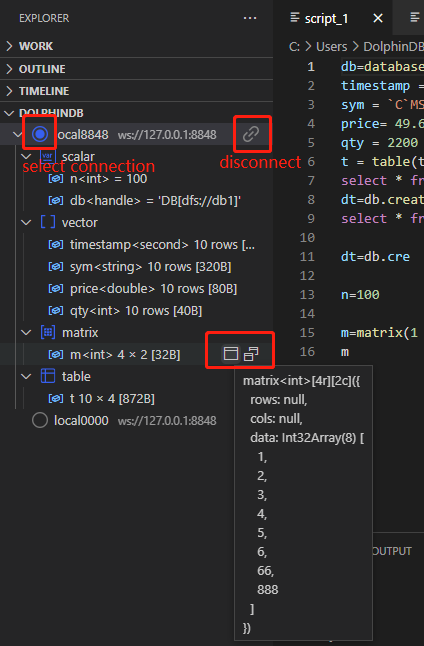 EXPLORER
WORK
OUTLINE
TIMELINE
DOLPHINDB
ocal8848 ws://127.0.0.1:8848
select connection
disconnect
scalar
n<int> = 100
db<handle> = 'DB[dfs://db1]'
vector
timestamp<second> 10 rows [...
sym<string> 10 rows [320B]
price<double> 10 rows [80B]
qty<int> 10 rows [40B]
matrix
m<int> 4 × 2 [32B]
table
t 10 × 4 [872B]
local0000 ws://127.0.0.1:8848
script_1
C: > Users > DolphinDB
1 db=database
2 timestamp =
3 sym = `C`MS
4 price= 49.6
5 qty = 2200
6 t = table(t
7 select * fr
8 dt=db.creat
9 select * fr
10
11 dt=db.cre
12
13 n=100
14
15 m=matrix(1
16 m
matrix<int>[4r][2c]({
rows: null,
cols: null,
data: Int32Array(8) [
1,
2,
3,
4,
5,
6,
66,
888
]
})
OUTPUT